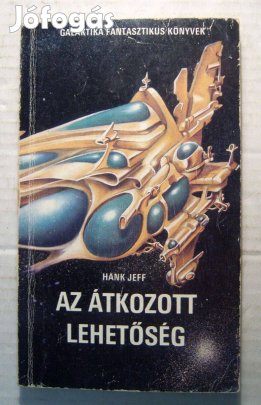 Jófogás
GALAKTIKA FANTASZTIKUS KÖNYVEK
HANK JEFF
AZ ÁTKOZOTT
LEHETŐSÉG